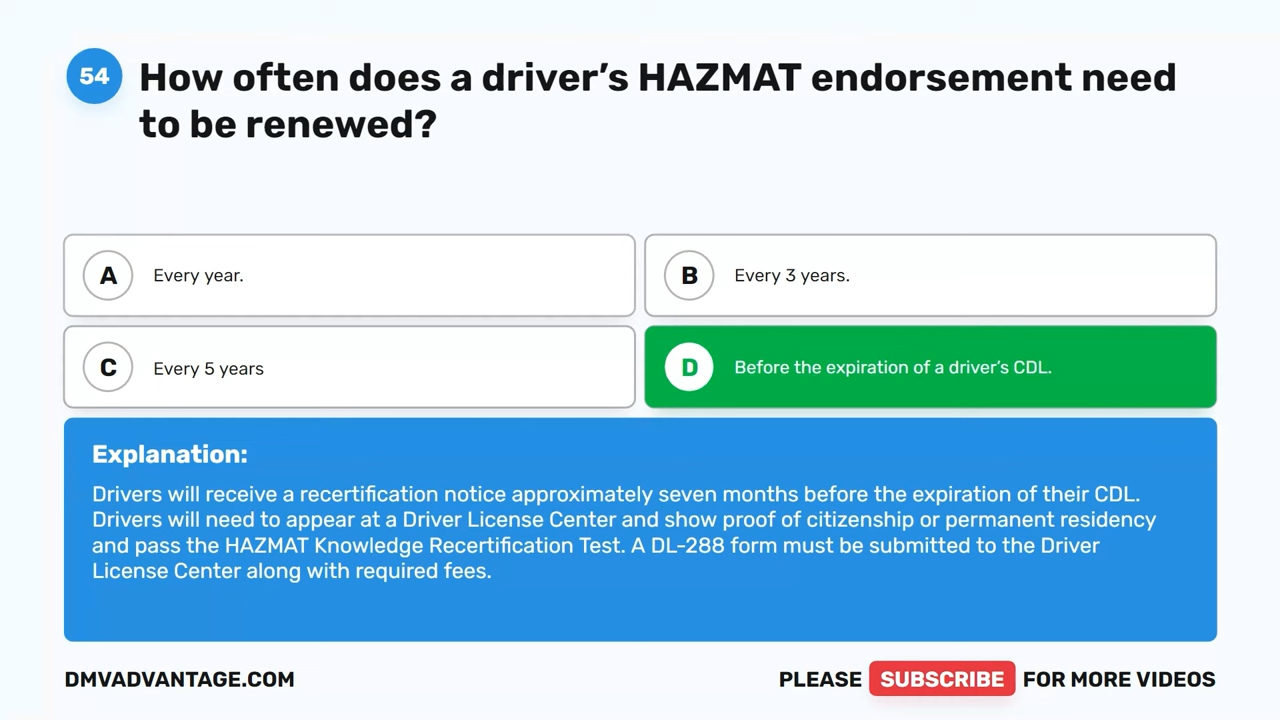 54
How often does a driver’s HAZMAT endorsement need
to be renewed?
A
Every year.
B
Every 3 years.
C
Every 5 years
D
Before the expiration of a driver’s CDL.
Explanation:
Drivers will receive a recertification notice approximately seven months before the expiration of their CDL.
Drivers will need to appear at a Driver License Center and show proof of citizenship or permanent residency
and pass the HAZMAT Knowledge Recertification Test. A DL-288 form must be submitted to the Driver
License Center along with required fees.
DMVADVANTAGE.COM
PLEASE SUBSCRIBE FOR MORE VIDEOS